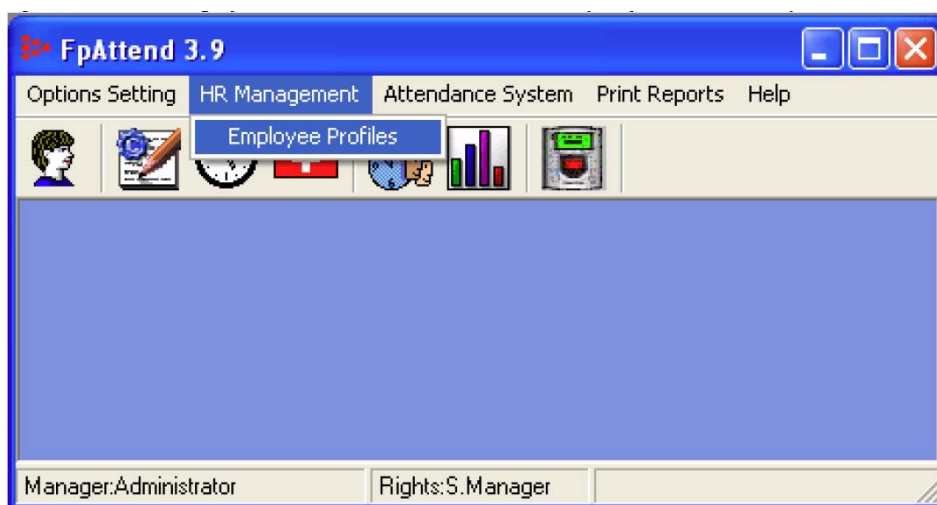 FpAttend 3.9
Options Setting HR Management Attendance System Print Reports Help
Employee Profiles
Manager:Administrator Rights:S.Manager